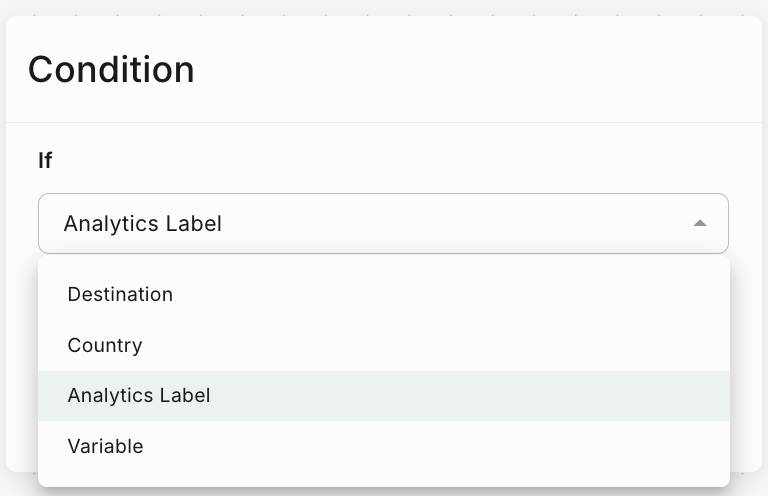 Condition
If
Analytics Label
Destination
Country
Analytics Label
Variable